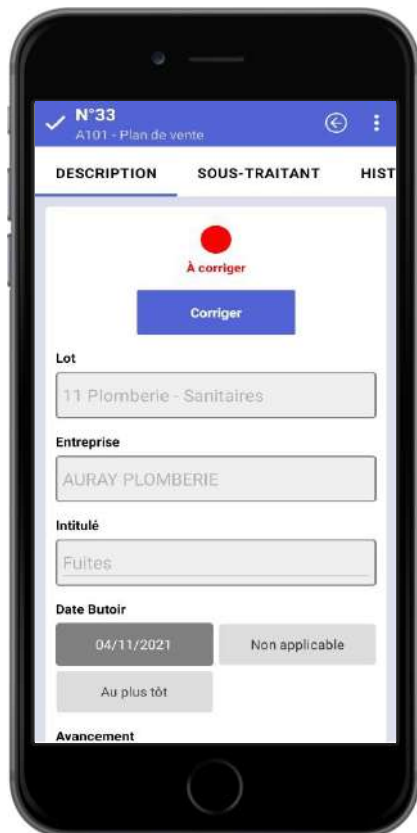 N°33
A101 - Plan de vente
DESCRIPTION SOUS-TRAITANT HIST
À corriger
Corriger
Lot
11 Plomberie - Sanitaires
Entreprise
AURAY PLOMBERIE
Intitulé
Fuites
Date Butoir
04/11/2021 Non applicable
Au plus tôt
Avancement